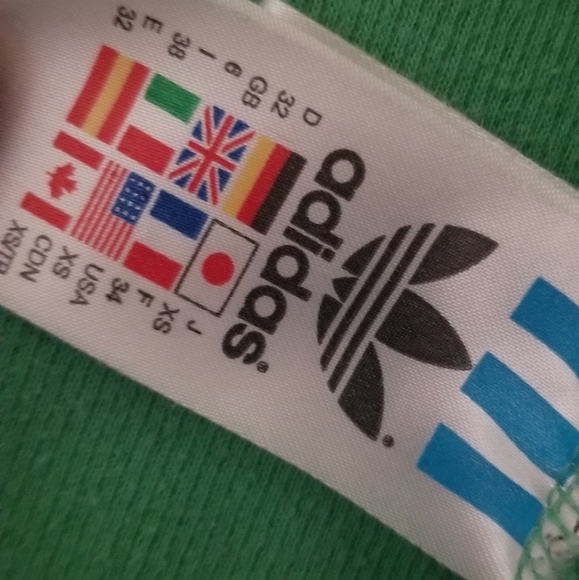 ®
adidas®
D J
32 XS
GB F
6 34
I USA
38 XS
E CDN
32 XS/TP